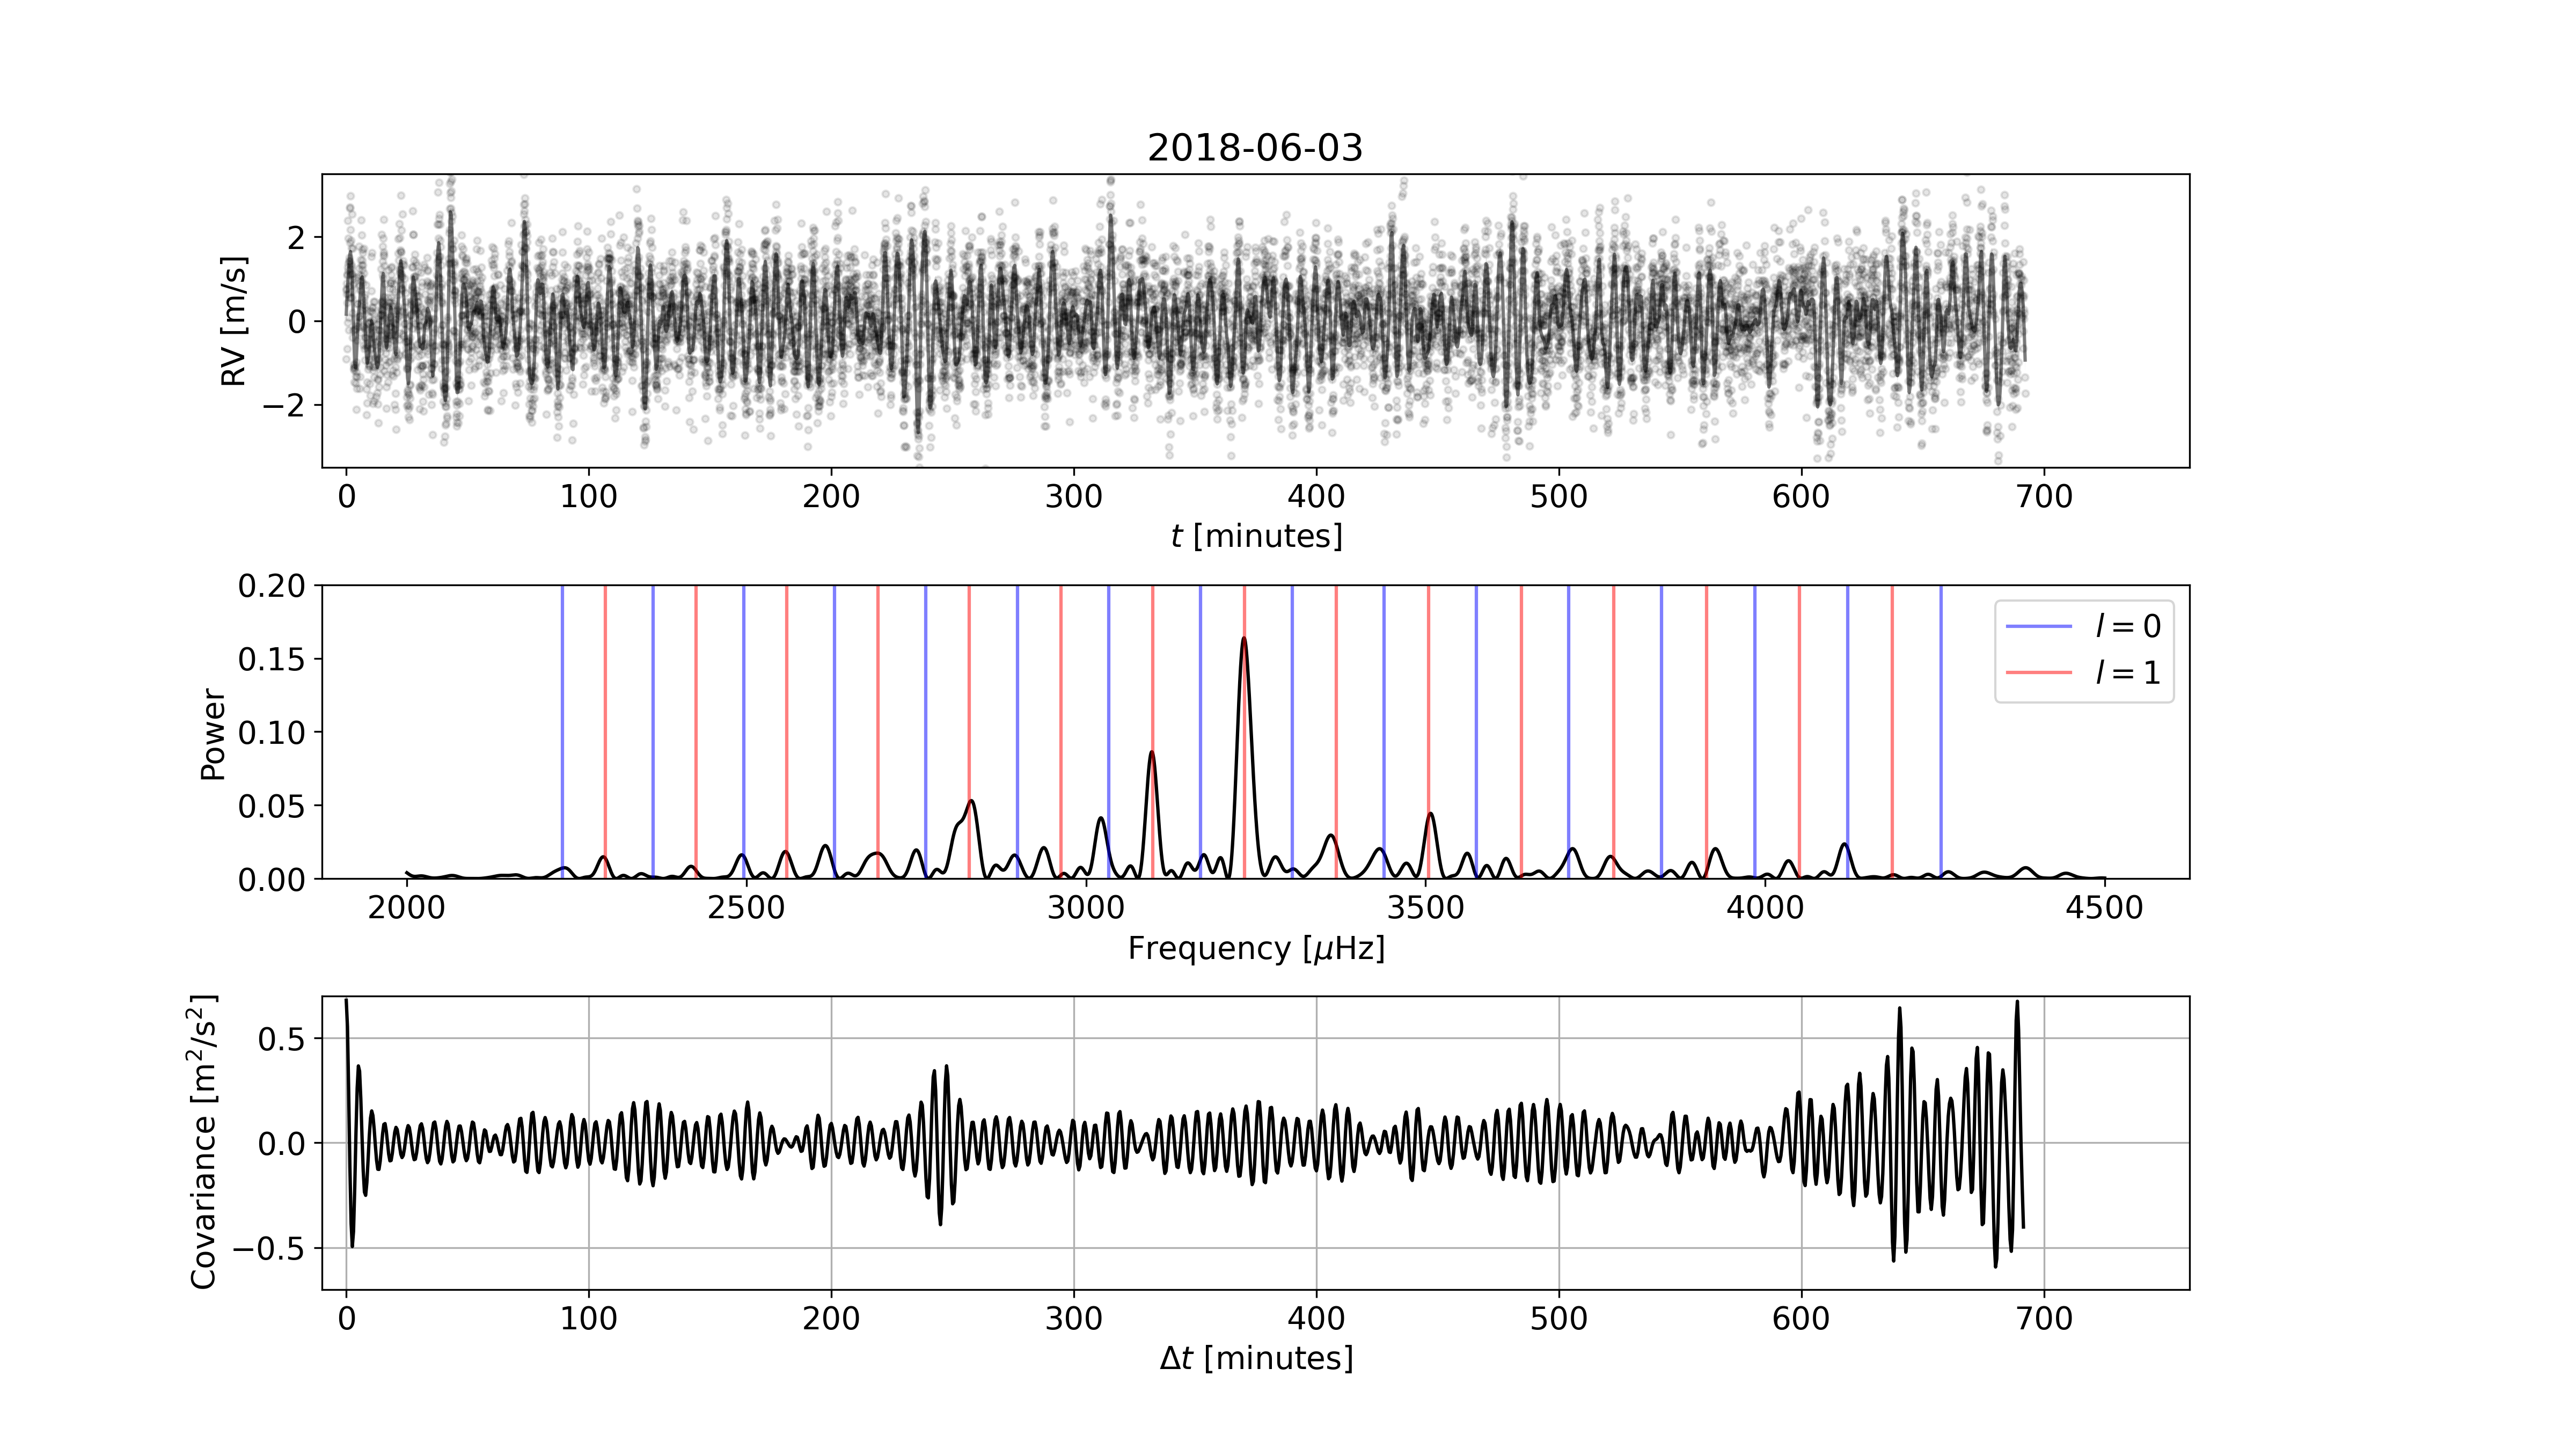 2018-06-03
RV [m/s]
2
0
−2
0 100 200 300 400 500 600 700
t [minutes]
Power
0.20
0.15
0.10
0.05
0.00
l = 0
l = 1
2000 2500 3000 3500 4000 4500
Frequency [μHz]
Covariance [m²/s²]
0.5
0.0
−0.5
0 100 200 300 400 500 600 700
Δt [minutes]